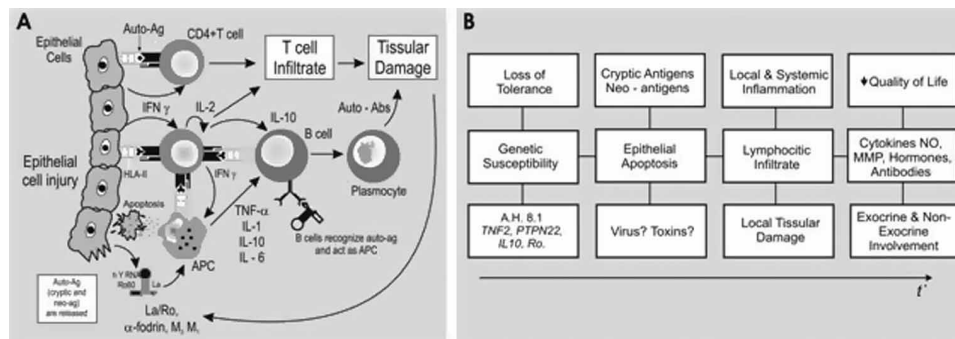 A
Epithelial
Cells
Auto-Ag
CD4+T cell
T cell
Infiltrate
Tissular
Damage
IFN γ
IL-2
IL-10
B cell
Auto - Abs
Epithelial
cell injury
HLA-II
IFN γ
Plasmocyte
Apoptosis
TNF-α
IL-1
IL-10
IL - 6
B cells recognize auto-ag
and act as APC
APC
Auto-Ag
(cryptic and
neo-ag)
are released
h Y RNA
Ro60
La
La/Ro,
α-fodrin, M3 M1
B
Loss of
Tolerance
Cryptic Antigens
Neo - antigens
Local & Systemic
Inflammation
⬇Quality of Life
Genetic
Susceptibility
Epithelial
Apoptosis
Lymphocitic
Infiltrate
Cytokines NO,
MMP, Hormones,
Antibodies
A.H. 8.1
TNF2, PTPN22,
IL10, Ro.
Virus? Toxins?
Local Tissular
Damage
Exocrine & Non-
Exocrine
Involvement